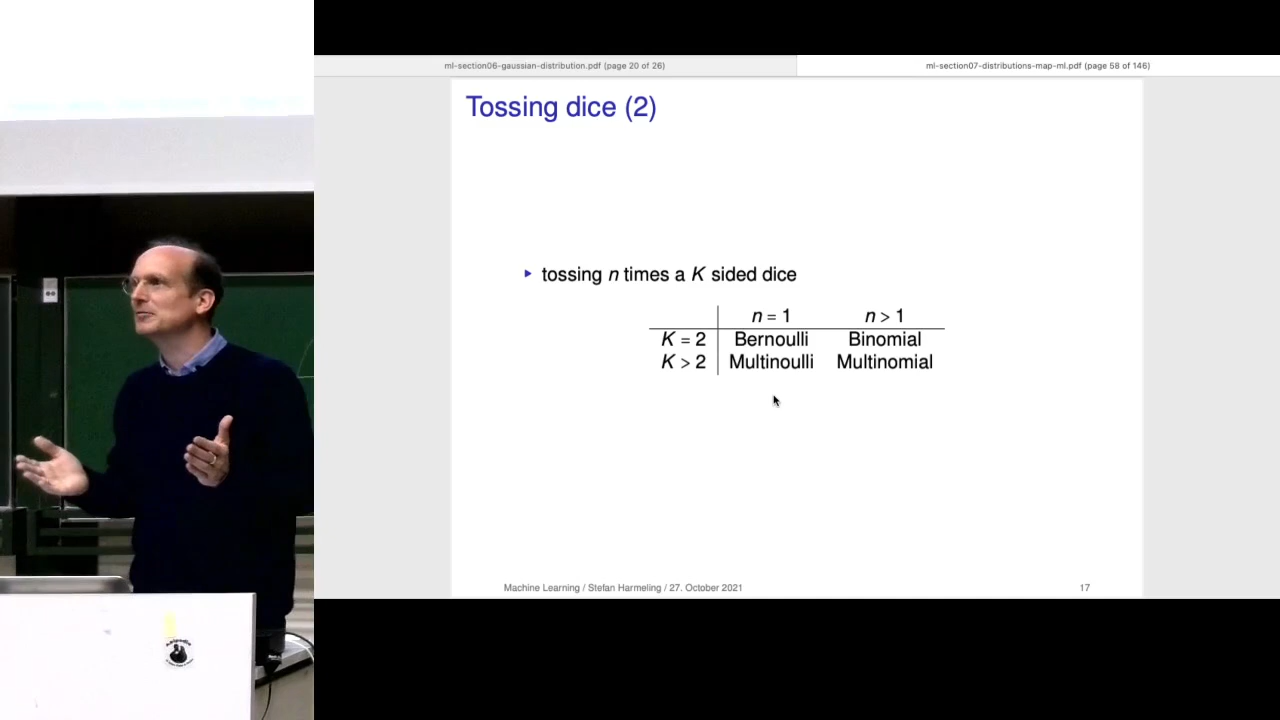 ml-section06-gaussian-distribution.pdf (page 20 of 26)
ml-section07-distributions-map-ml.pdf (page 58 of 146)
Tossing dice (2)
▸ tossing n times a K sided dice
n = 1 n > 1
K = 2 Bernoulli Binomial
K > 2 Multinoulli Multinomial
Machine Learning / Stefan Harmeling / 27. October 2021
17